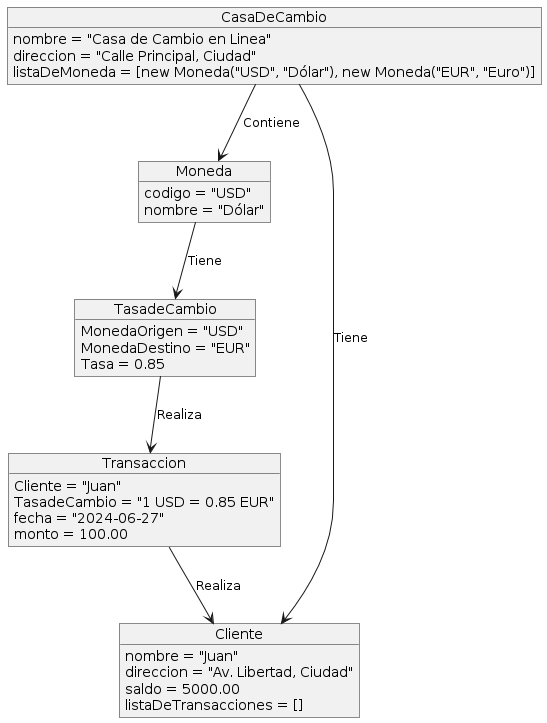 CasaDeCambio
nombre = "Casa de Cambio en Linea"
direccion = "Calle Principal, Ciudad"
listaDeMoneda = [new Moneda("USD", "Dólar"), new Moneda("EUR", "Euro")]
Contiene
Moneda
codigo = "USD"
nombre = "Dólar"
Tiene
TasadeCambio
MonedaOrigen = "USD"
MonedaDestino = "EUR"
Tasa = 0.85
Tiene
Realiza
Transaccion
Cliente = "Juan"
TasadeCambio = "1 USD = 0.85 EUR"
fecha = "2024-06-27"
monto = 100.00
Realiza
Cliente
nombre = "Juan"
direccion = "Av. Libertad, Ciudad"
saldo = 5000.00
listaDeTransacciones = []